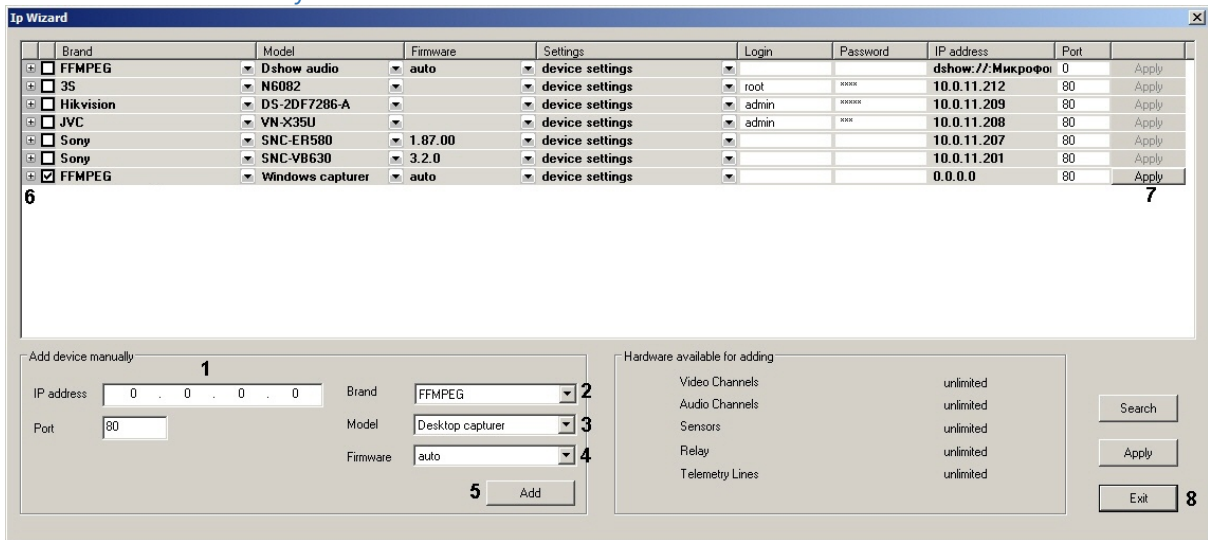 Ip Wizard
Brand Model Firmware Settings Login Password IP address Port
FFMPEG Dshow audio auto device settings dshow://:Микрофо 0 Apply
3S N6082 device settings root **** 10.0.11.212 80 Apply
Hikvision DS-2DF7286-A device settings admin ***** 10.0.11.209 80 Apply
JVC VN-X35U device settings admin *** 10.0.11.208 80 Apply
Sony SNC-ER580 1.87.00 device settings 10.0.11.207 80 Apply
Sony SNC-VB630 3.2.0 device settings 10.0.11.201 80 Apply
FFMPEG Windows capturer auto device settings 0.0.0.0 80 Apply
6 7
Add device manually
1
IP address 0 . 0 . 0 . 0
Port 80
Brand FFMPEG 2
Model Desktop capturer 3
Firmware auto 4
5 Add
Hardware available for adding
Video Channels unlimited
Audio Channels unlimited
Sensors unlimited
Relay unlimited
Telemetry Lines unlimited
Search
Apply
Exit 8